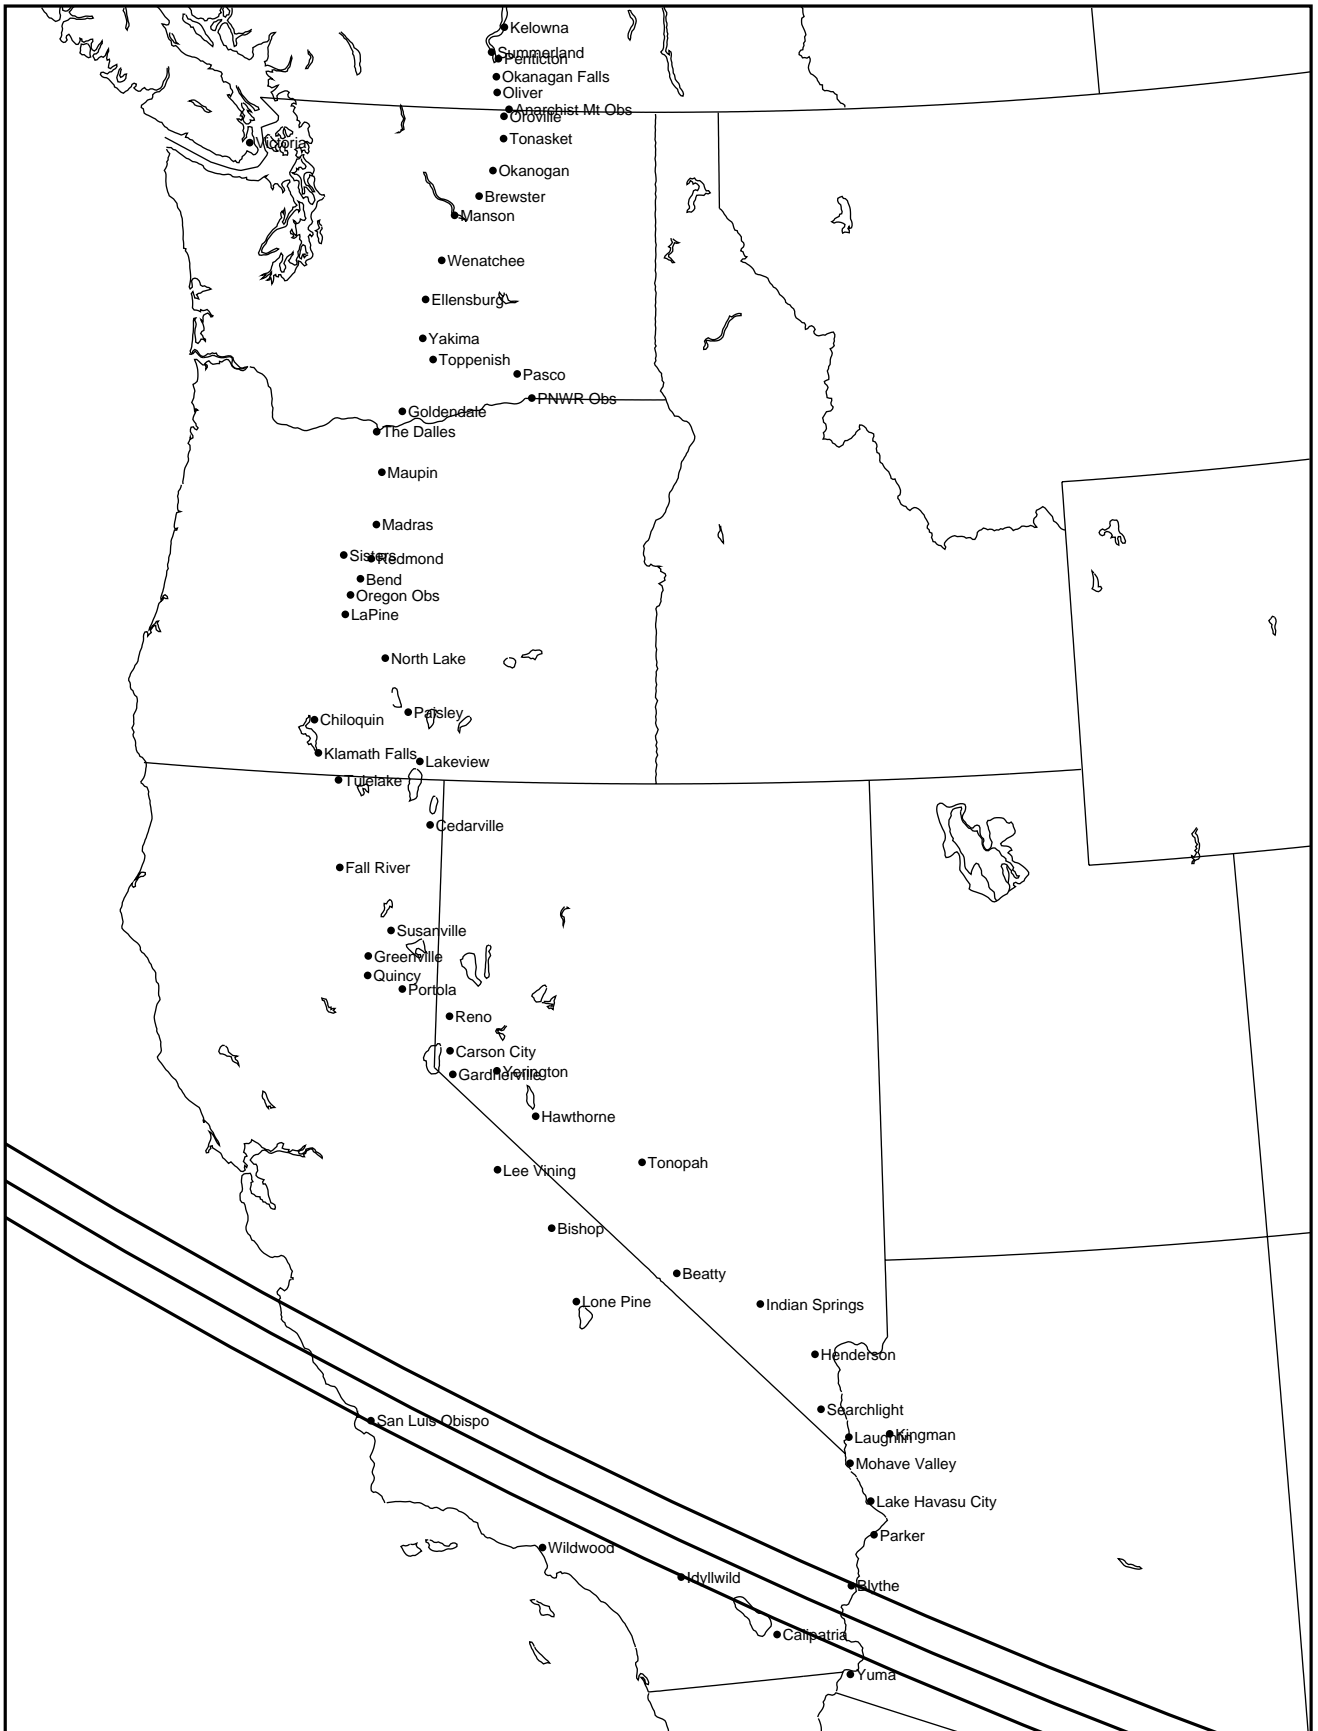 Kelowna
Summerland
Penticton
Okanagan Falls
Oliver
Anarchist Mt Obs
Oroville
Tonasket
Victoria
Okanogan
Brewster
Manson
Wenatchee
Ellensburg
Yakima
Toppenish
Pasco
PNWR Obs
Goldendale
The Dalles
Maupin
Madras
Sisters
Redmond
Bend
Oregon Obs
LaPine
North Lake
Paisley
Chiloquin
Klamath Falls
Lakeview
Tulelake
Cedarville
Fall River
Susanville
Greenville
Quincy
Portola
Reno
Carson City
Yerington
Gardnerville
Hawthorne
Tonopah
Lee Vining
Bishop
Beatty
Lone Pine
Indian Springs
Henderson
Searchlight
San Luis Obispo
Kingman
Laughlin
Mohave Valley
Lake Havasu City
Parker
Wildwood
Idyllwild
Blythe
Calipatria
Yuma